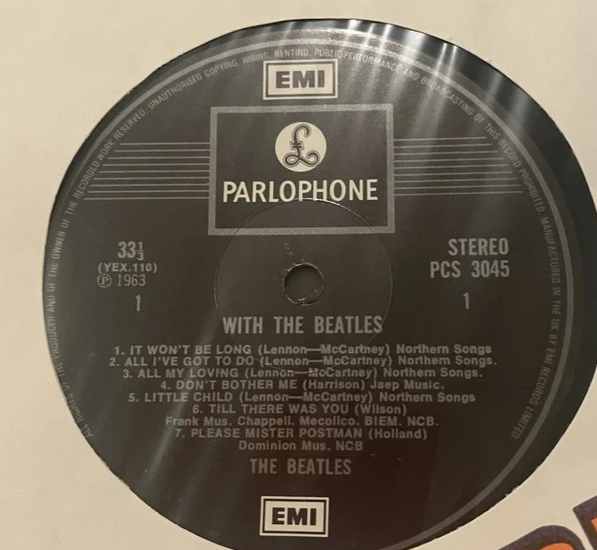 ALL RIGHTS OF THE PRODUCER AND OF THE OWNER OF THE RECORDED WORK RESERVED. UNAUTHORISED COPYING, HIRING, RENTING, PUBLIC PERFORMANCE AND BROADCASTING OF THIS RECORD PROHIBITED. MANUFACTURED IN THE UK BY EMI RECORDS LIMITED
EMI
£
PARLOPHONE
33⅓
(YEX.110)
℗ 1963
1
STEREO
PCS 3045
1
WITH THE BEATLES
1. IT WON'T BE LONG (Lennon—McCartney) Northern Songs
2. ALL I'VE GOT TO DO (Lennon—McCartney) Northern Songs.
3. ALL MY LOVING (Lennon—McCartney) Northern Songs.
4. DON'T BOTHER ME (Harrison) Jaep Music.
5. LITTLE CHILD (Lennon—McCartney) Northern Songs
6. TILL THERE WAS YOU (Wilson)
Frank Mus. Chappell. Mecolico. BIEM. NCB.
7. PLEASE MISTER POSTMAN (Holland)
Dominion Mus. NCB
THE BEATLES
EMI